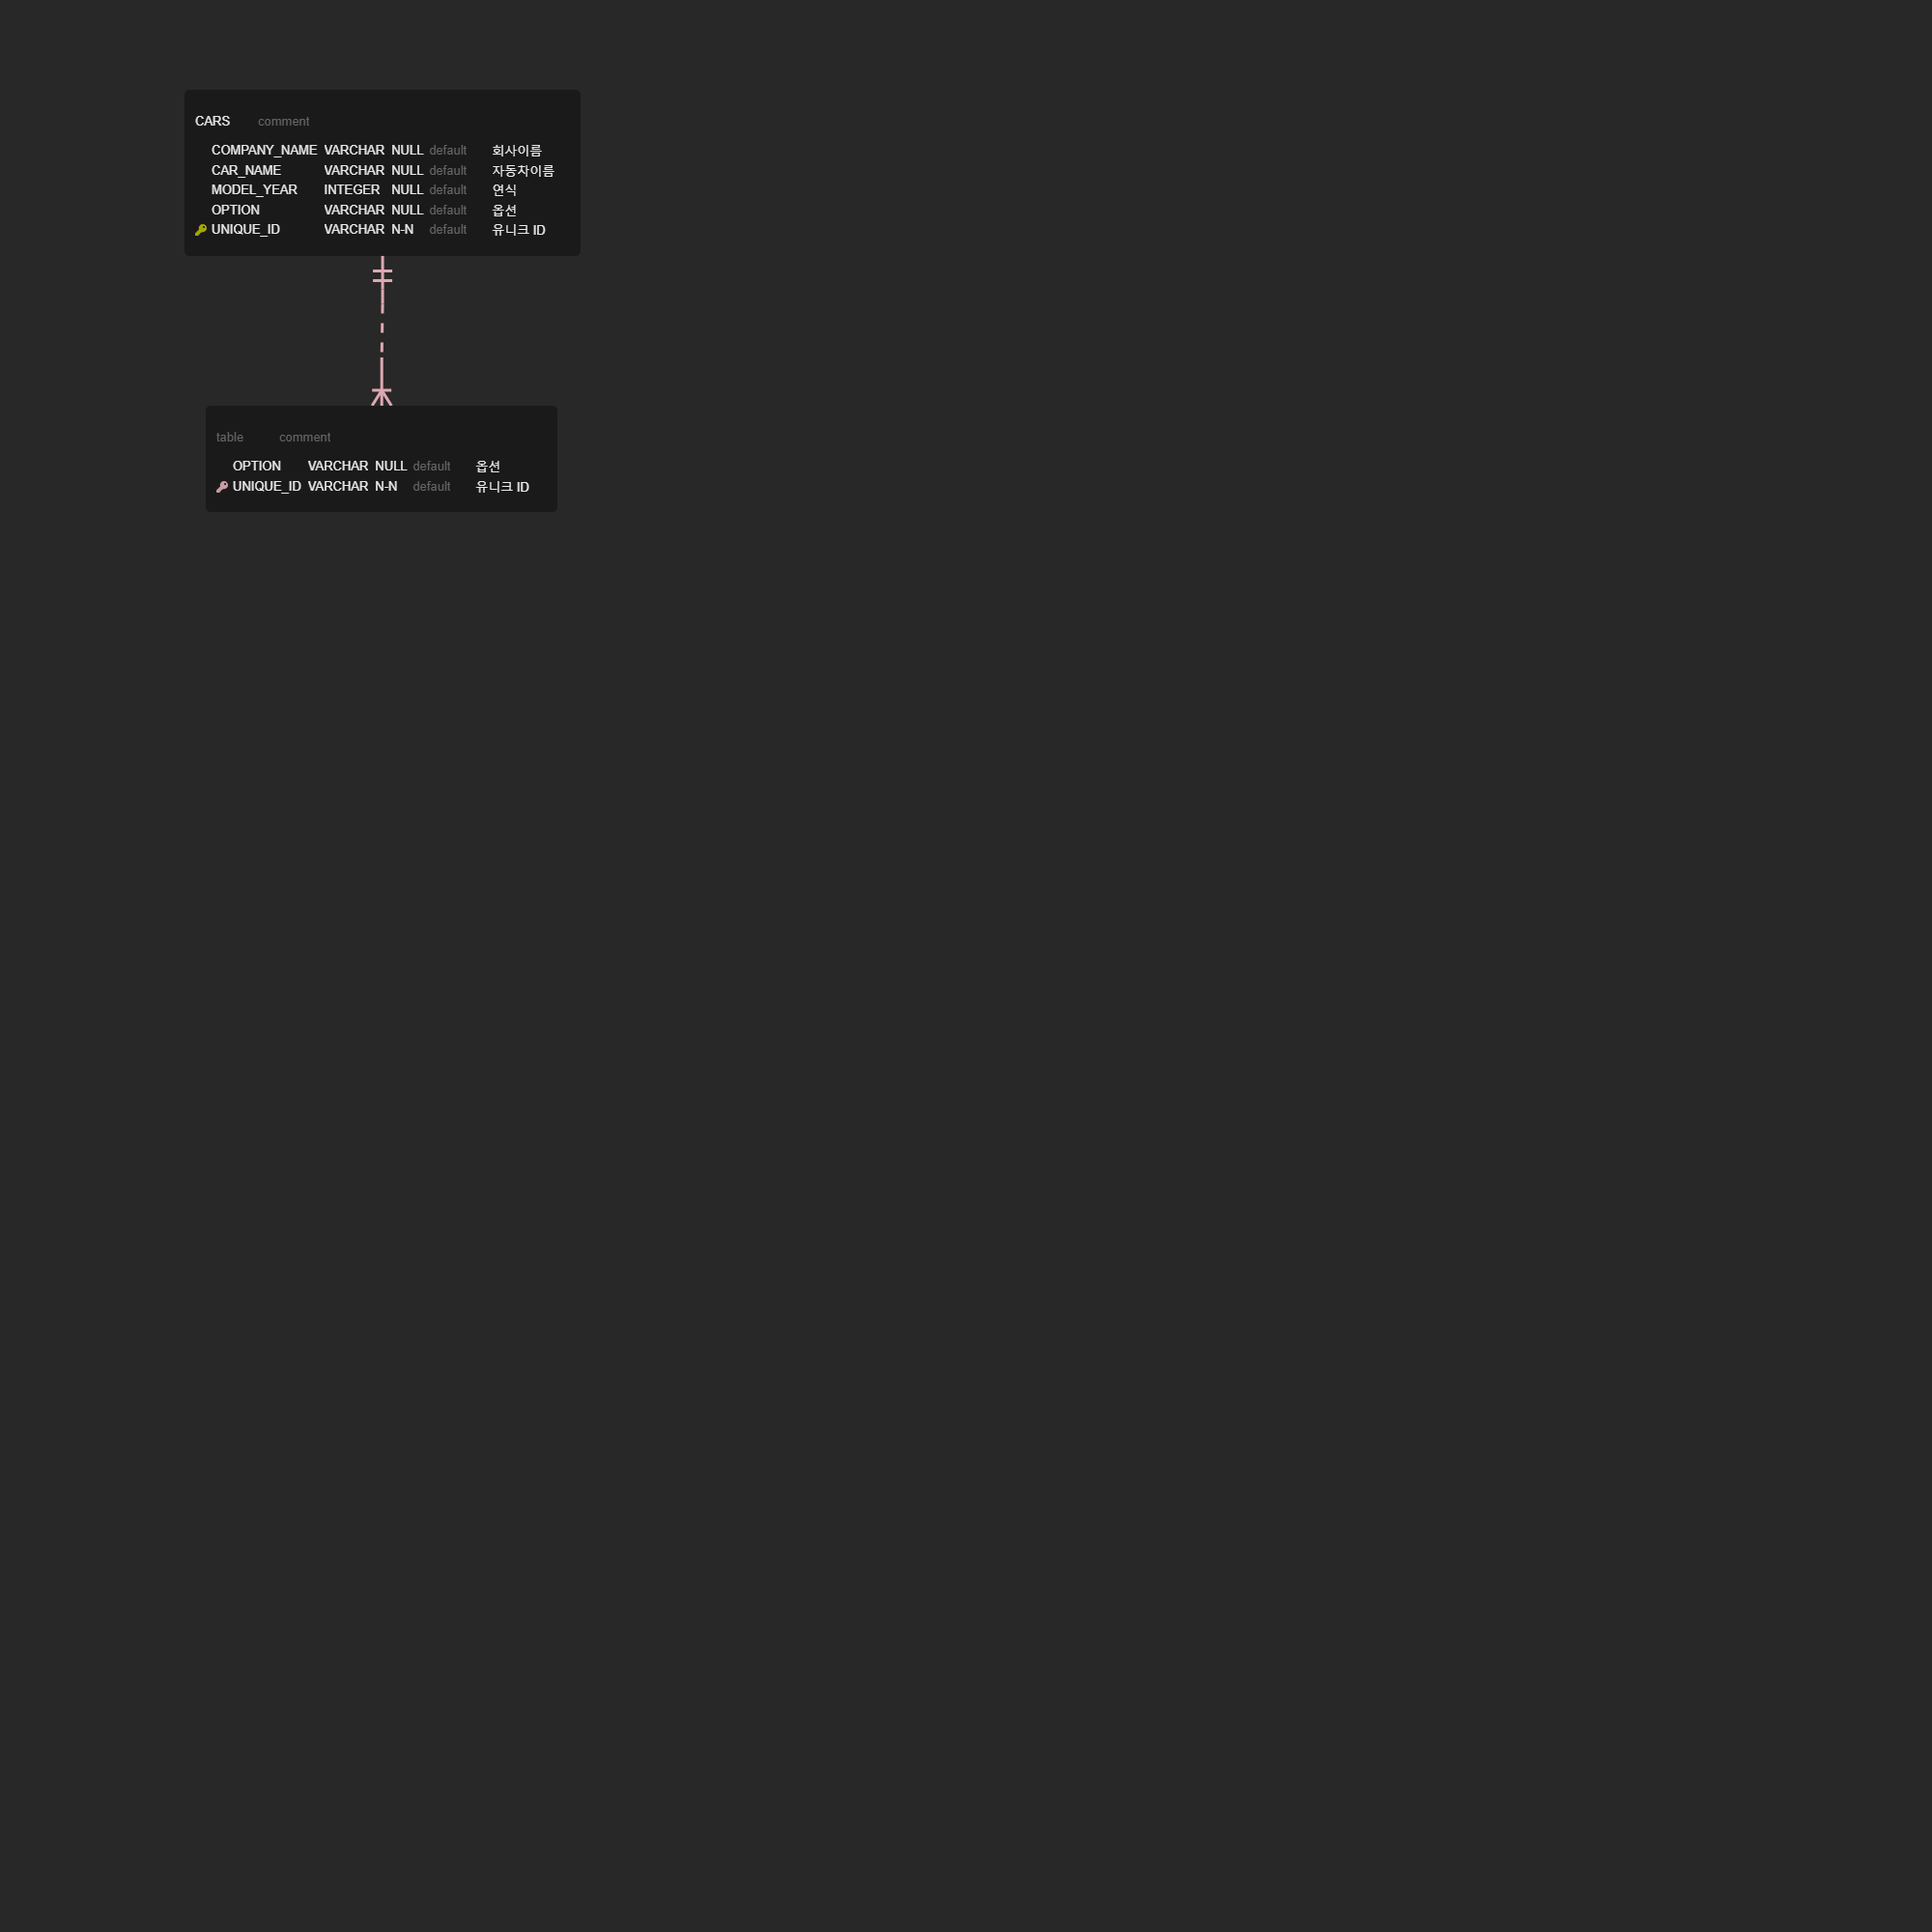 CARS comment
COMPANY_NAME VARCHAR NULL default 회사이름
CAR_NAME VARCHAR NULL default 자동차이름
MODEL_YEAR INTEGER NULL default 연식
OPTION VARCHAR NULL default 옵션
UNIQUE_ID VARCHAR N-N default 유니크 ID
table comment
OPTION VARCHAR NULL default 옵션
UNIQUE_ID VARCHAR N-N default 유니크 ID